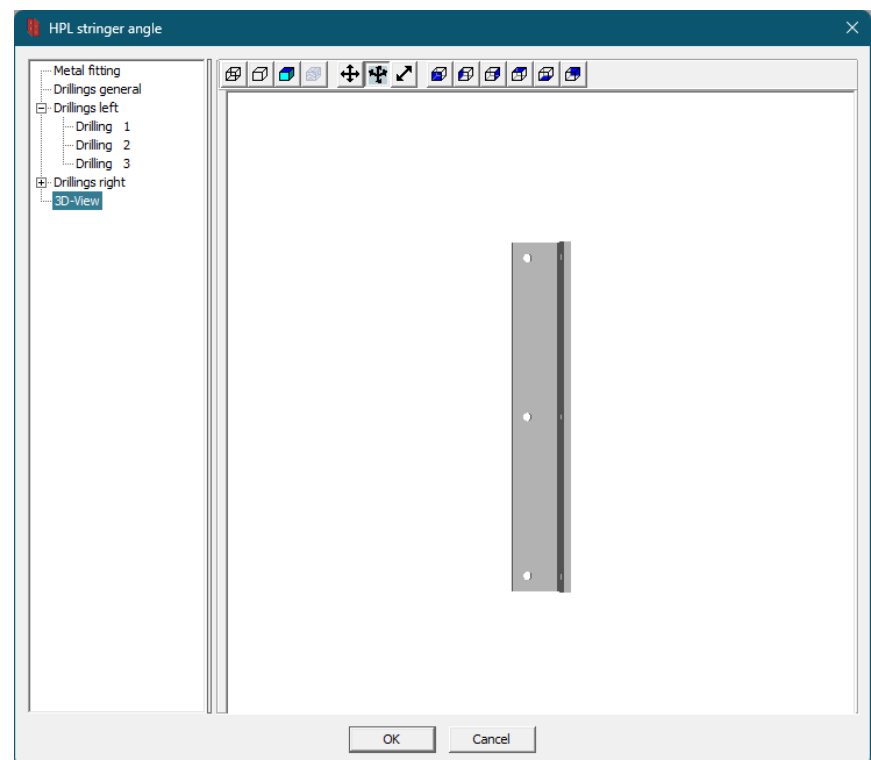 HPL stringer angle
Metal fitting
Drillings general
Drillings left
Drilling 1
Drilling 2
Drilling 3
Drillings right
3D-View
OK Cancel